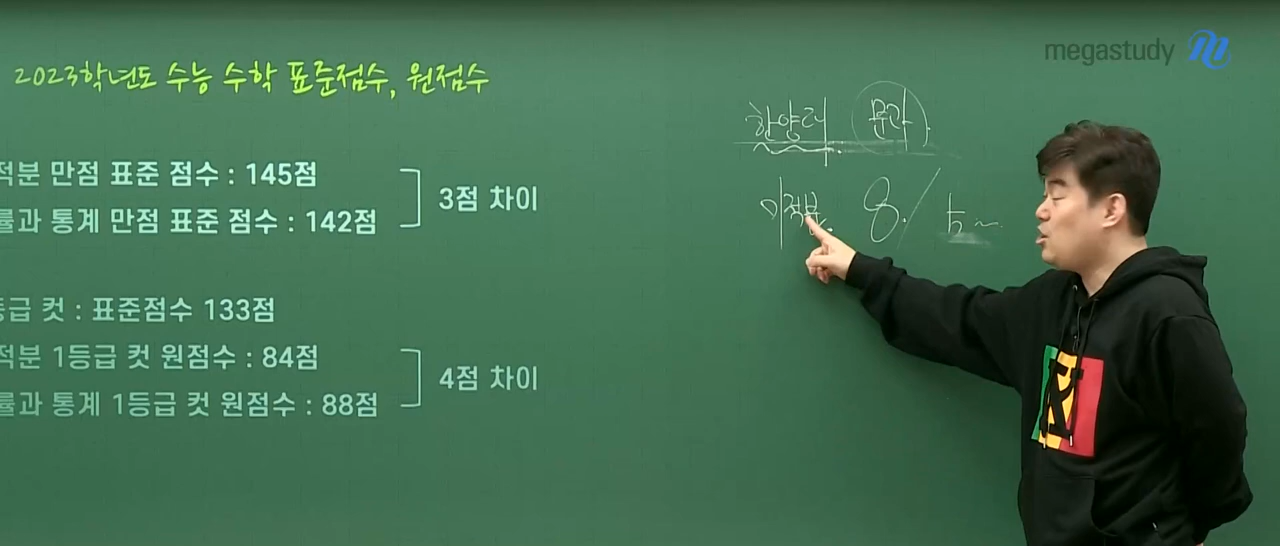 megastudy
2023학년도 수능 수학 표준점수, 원점수
적분 만점 표준 점수 : 145점
률과 통계 만점 표준 점수 : 142점
3점 차이
등급 컷 : 표준점수 133점
적분 1등급 컷 원점수 : 84점
률과 통계 1등급 컷 원점수 : 88점
4점 차이
한양대 문과
미적분 8